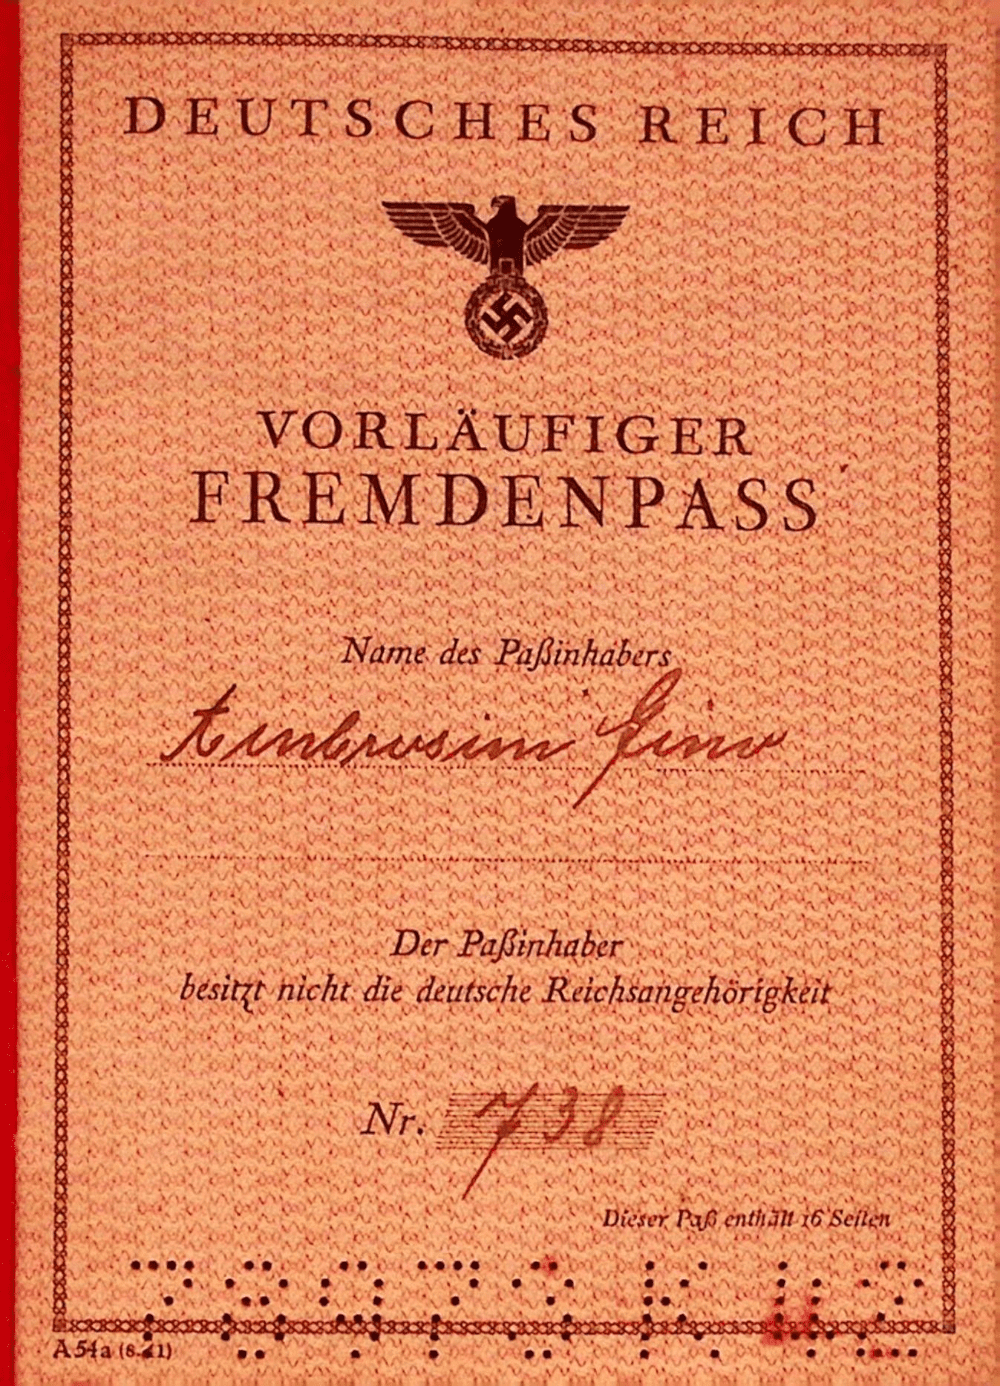 DEUTSCHES REICH
VORLÄUFIGER
FREMDENPASS
Name des Paßinhabers
Ambrosini Gino
Der Paßinhaber
besitzt nicht die deutsche Reichsangehörigkeit
Nr. 738
Dieser Paß enthält 16 Seiten
A 54a (8.41)